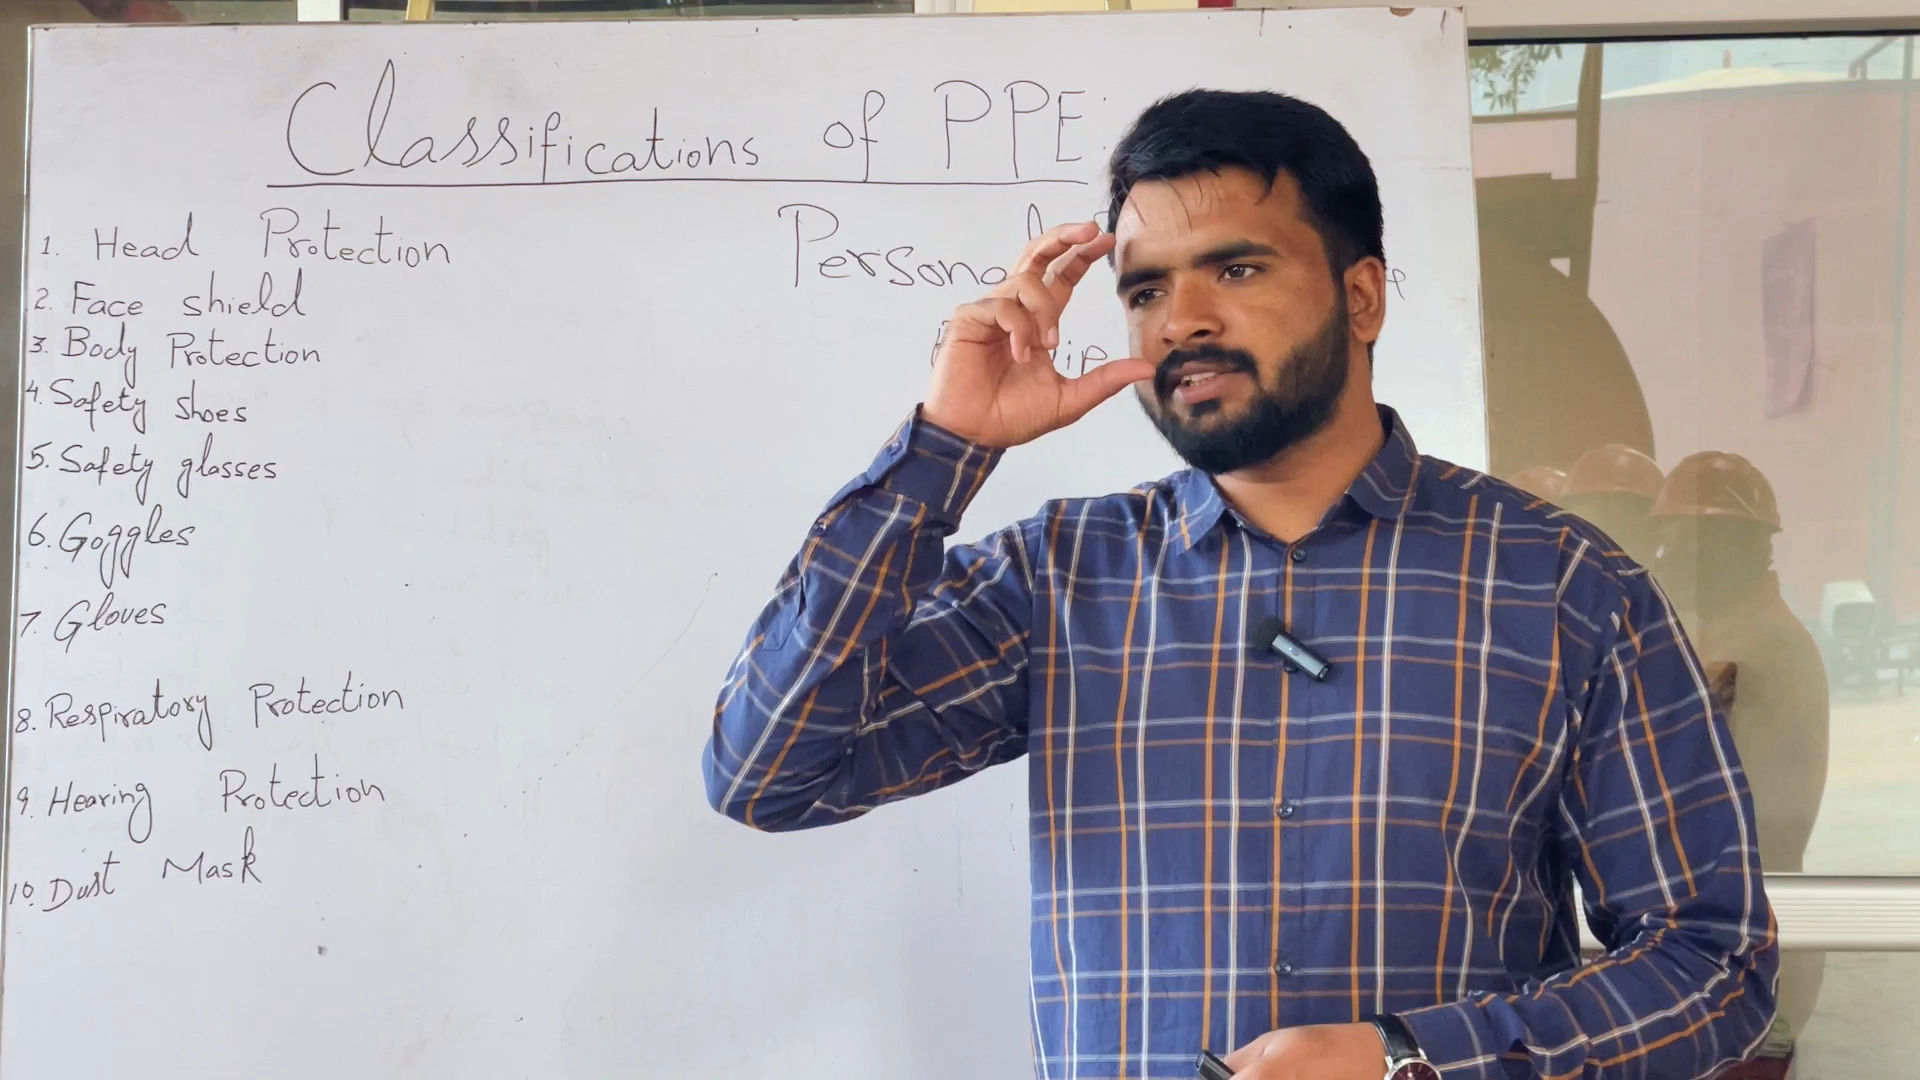 Classifications of PPE:
1. Head Protection
2. Face shield
3. Body Protection
4. Safety shoes
5. Safety glasses
6. Goggles
7. Gloves
8. Respiratory Protection
9. Hearing Protection
10. Dust Mask